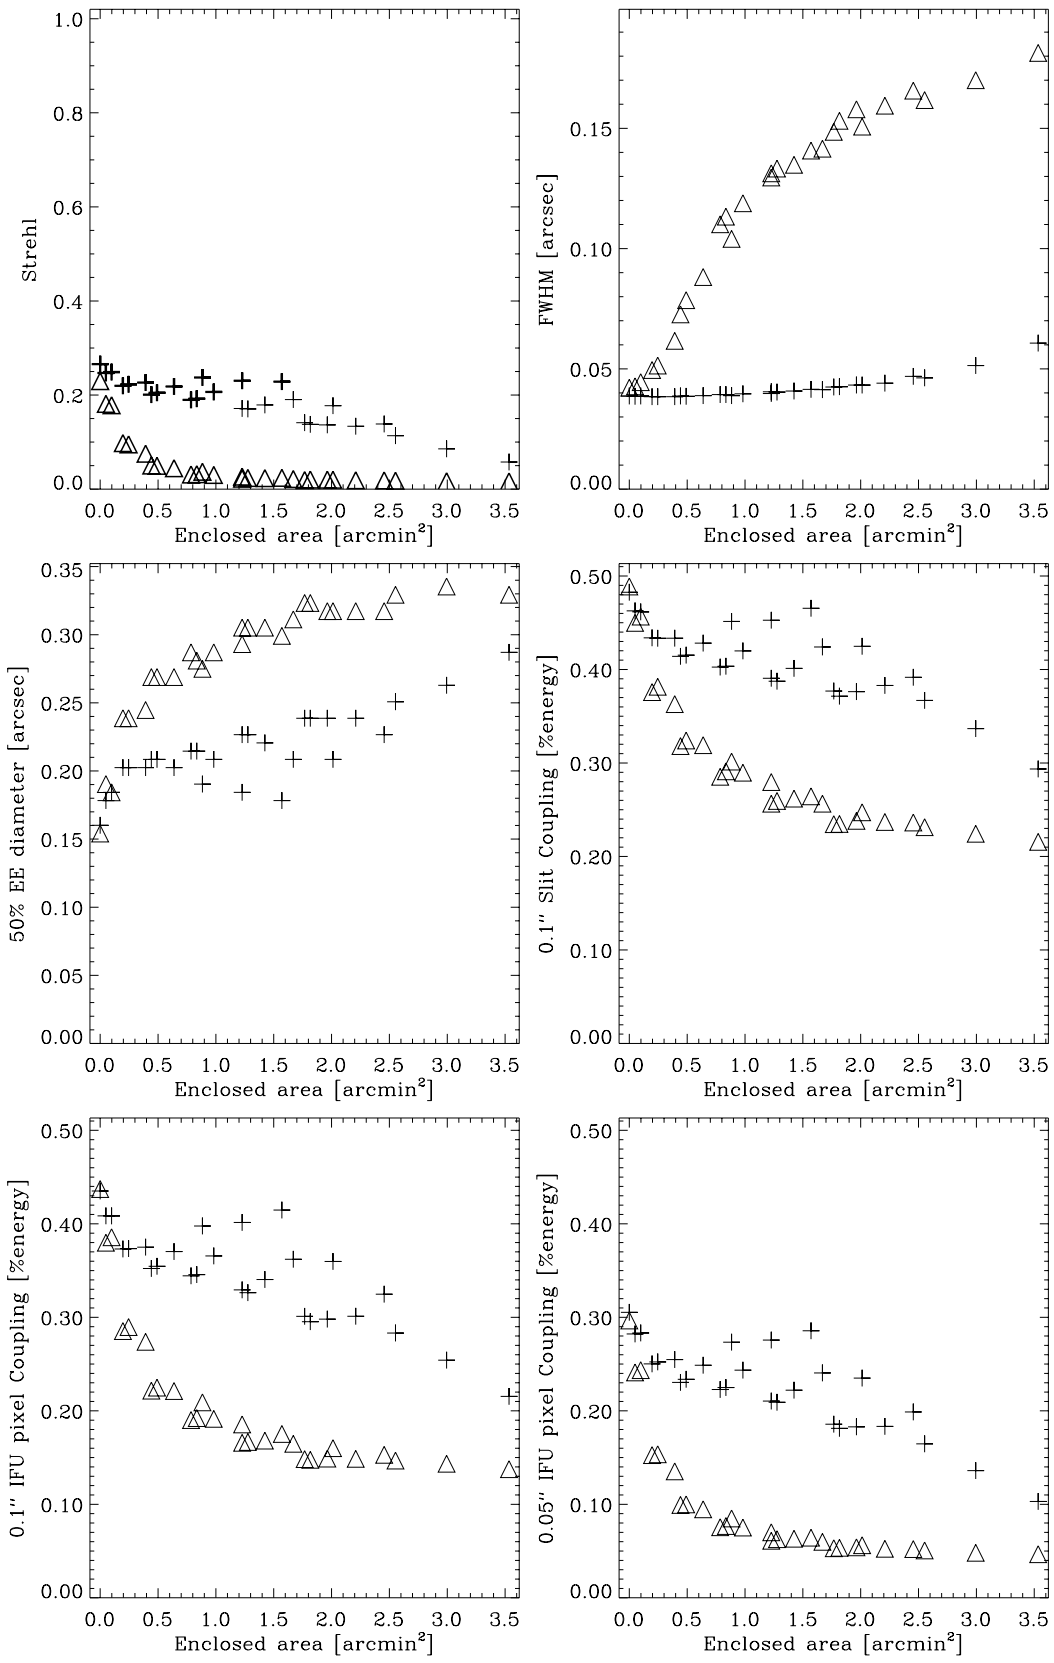 1.0
0.8
0.6
0.4
0.2
0.0
Strehl
0.0 0.5 1.0 1.5 2.0 2.5 3.0 3.5
Enclosed area [arcmin²]
0.15
0.10
0.05
0.00
FWHM [arcsec]
0.0 0.5 1.0 1.5 2.0 2.5 3.0 3.5
Enclosed area [arcmin²]
0.35
0.30
0.25
0.20
0.15
0.10
0.05
0.00
50% EE diameter [arcsec]
0.0 0.5 1.0 1.5 2.0 2.5 3.0 3.5
Enclosed area [arcmin²]
0.50
0.40
0.30
0.20
0.10
0.00
0.1" Slit Coupling [%energy]
0.0 0.5 1.0 1.5 2.0 2.5 3.0 3.5
Enclosed area [arcmin²]
0.50
0.40
0.30
0.20
0.10
0.00
0.1" IFU pixel Coupling [%energy]
0.0 0.5 1.0 1.5 2.0 2.5 3.0 3.5
Enclosed area [arcmin²]
0.50
0.40
0.30
0.20
0.10
0.00
0.05" IFU pixel Coupling [%energy]
0.0 0.5 1.0 1.5 2.0 2.5 3.0 3.5
Enclosed area [arcmin²]